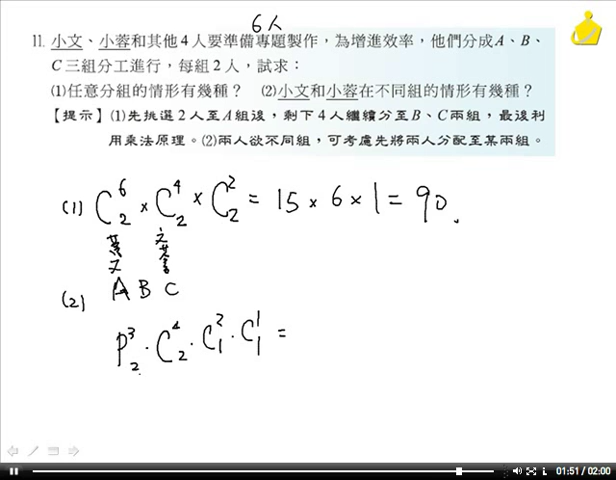 6人
11. 小文、小蓉和其他4人要準備專題製作，為增進效率，他們分成A、B、
C三組分工進行，每組2人，試求：
(1)任意分組的情形有幾種？ (2)小文和小蓉在不同組的情形有幾種？
【提示】(1)先挑選2人至A組後，剩下4人繼續分至B、C兩組，最後利
用乘法原理。(2)兩人欲不同組，可考慮先將兩人分配至某兩組。
(1) C⁶₂ × C⁴₂ × C²₂ = 15 × 6 × 1 = 90.
(2) A B C
P³₂ · C⁴₂ · C²₁ · C¹₁ =
01:51 / 02:00